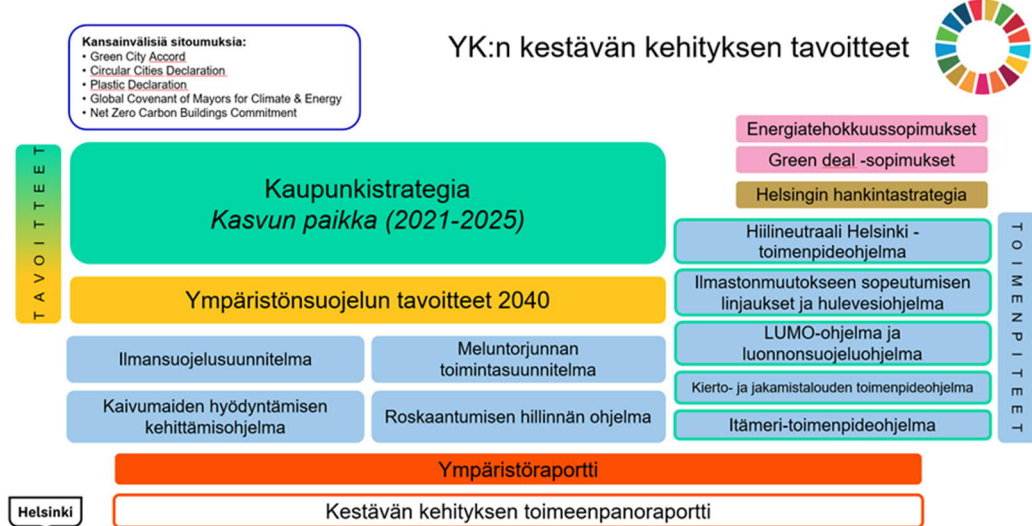 Kansainvälisiä sitoumuksia:
• Green City Accord
• Circular Cities Declaration
• Plastic Declaration
• Global Covenant of Mayors for Climate & Energy
• Net Zero Carbon Buildings Commitment
YK:n kestävän kehityksen tavoitteet
TAVOITTEET
Kaupunkistrategia
Kasvun paikka (2021-2025)
Ympäristönsuojelun tavoitteet 2040
Ilmansuojelusuunnitelma
Meluntorjunnan
toimintasuunnitelma
Kaivumaiden hyödyntämisen
kehittämisohjelma
Roskaantumisen hillinnän ohjelma
Energiatehokkuussopimukset
Green deal -sopimukset
Helsingin hankintastrategia
Hiilineutraali Helsinki -
toimenpideohjelma
Ilmastonmuutokseen sopeutumisen
linjaukset ja hulevesiohjelma
LUMO-ohjelma ja
luonnonsuojeluohjelma
Kierto- ja jakamistalouden toimenpideohjelma
Itämeri-toimenpideohjelma
TOIMENPITEET
Ympäristöraportti
Kestävän kehityksen toimeenpanoraportti
Helsinki